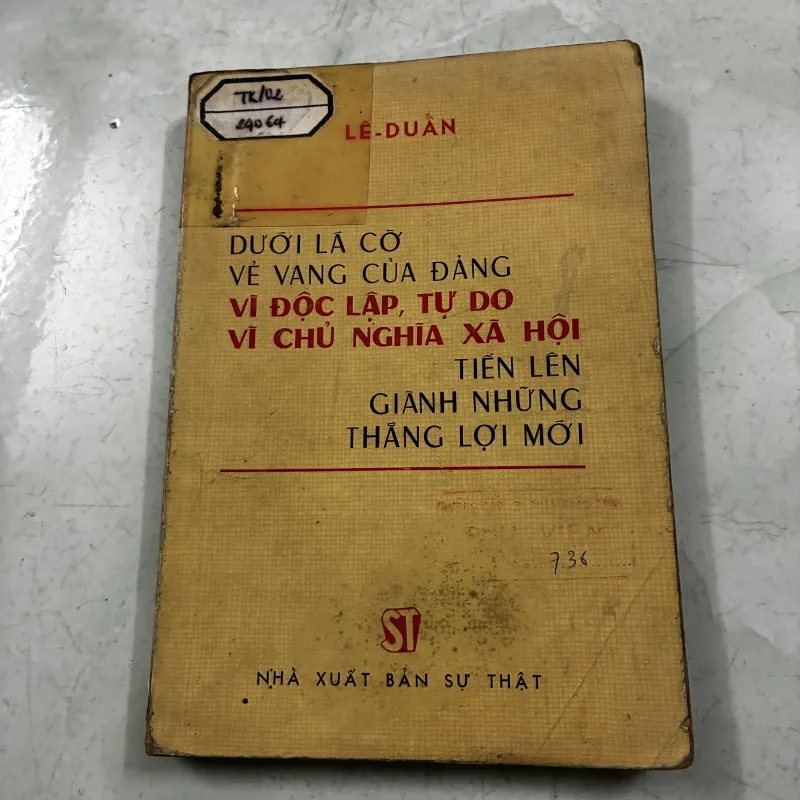 TK/02
24064
LÊ-DUẨN
DƯỚI LÁ CỜ
VẺ VANG CỦA ĐẢNG
VÌ ĐỘC LẬP, TỰ DO
VÌ CHỦ NGHĨA XÃ HỘI
TIẾN LÊN
GIÀNH NHỮNG
THẮNG LỢI MỚI
736
ST
NHÀ XUẤT BẢN SỰ THẬT